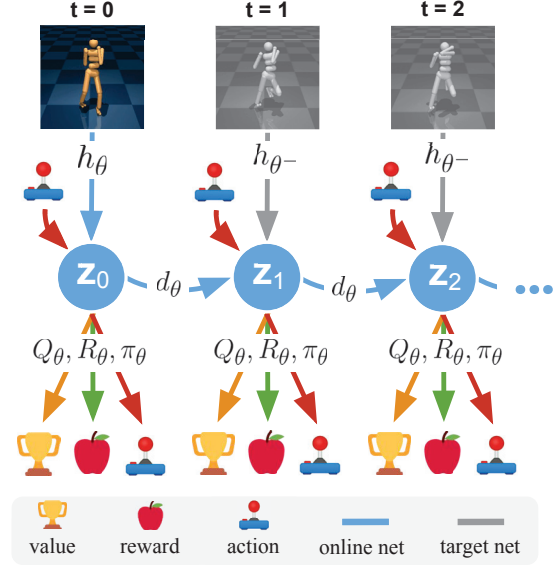 t = 0 t = 1 t = 2
hθ hθ− hθ−
z0 dθ z1 dθ z2 •••
Qθ, Rθ, πθ Qθ, Rθ, πθ Qθ, Rθ, πθ
value reward action online net target net